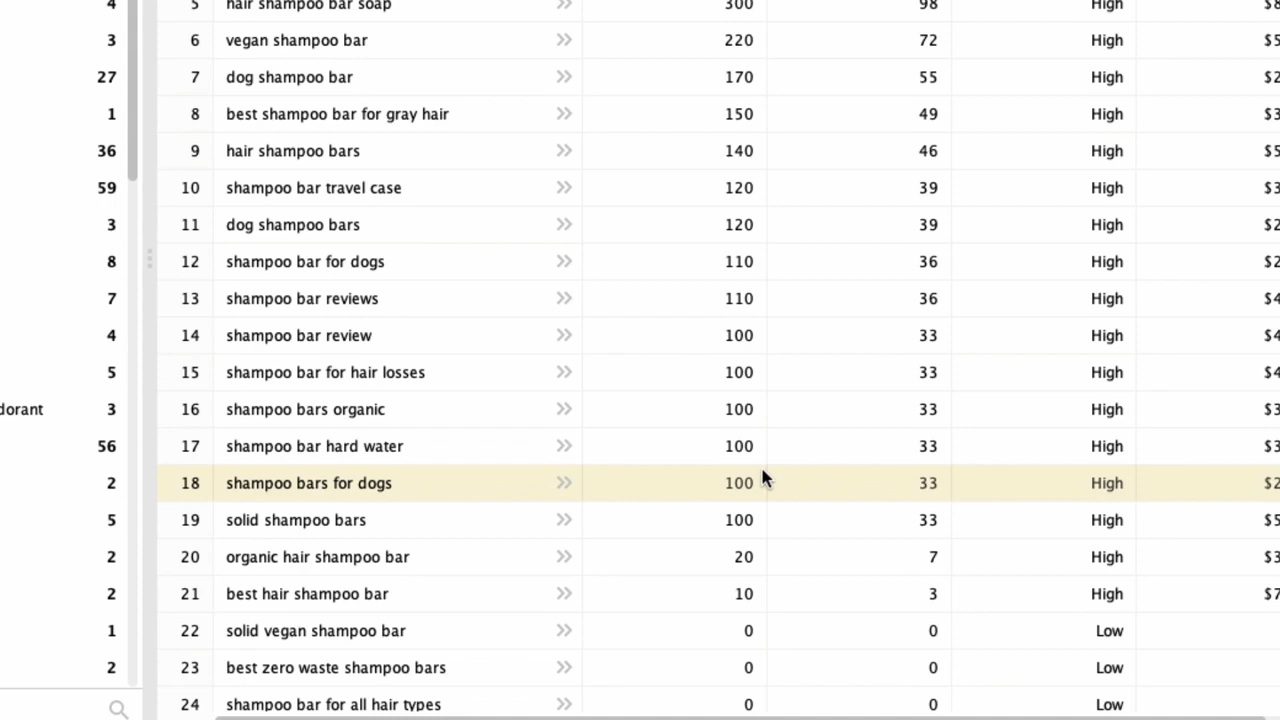 4 5 hair shampoo bar soap >> 300 98 High $8
3 6 vegan shampoo bar >> 220 72 High $5
27 7 dog shampoo bar >> 170 55 High $2
1 8 best shampoo bar for gray hair >> 150 49 High $3
36 9 hair shampoo bars >> 140 46 High $5
59 10 shampoo bar travel case >> 120 39 High $3
3 11 dog shampoo bars >> 120 39 High $2
8 12 shampoo bar for dogs >> 110 36 High $2
7 13 shampoo bar reviews >> 110 36 High $4
4 14 shampoo bar review >> 100 33 High $4
5 15 shampoo bar for hair losses >> 100 33 High $4
dorant 3 16 shampoo bars organic >> 100 33 High $3
56 17 shampoo bar hard water >> 100 33 High $3
2 18 shampoo bars for dogs >> 100 33 High $2
5 19 solid shampoo bars >> 100 33 High $5
2 20 organic hair shampoo bar >> 20 7 High $3
2 21 best hair shampoo bar >> 10 3 High $7
1 22 solid vegan shampoo bar >> 0 0 Low
2 23 best zero waste shampoo bars >> 0 0 Low
24 shampoo bar for all hair types >> 0 0 Low